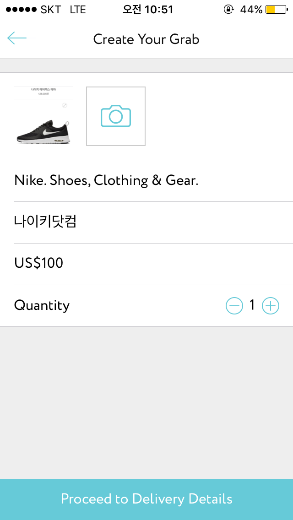 SKT LTE 오전 10:51 44%
Create Your Grab
Nike. Shoes, Clothing & Gear.
나이키닷컴
US$100
Quantity 1
Proceed to Delivery Details